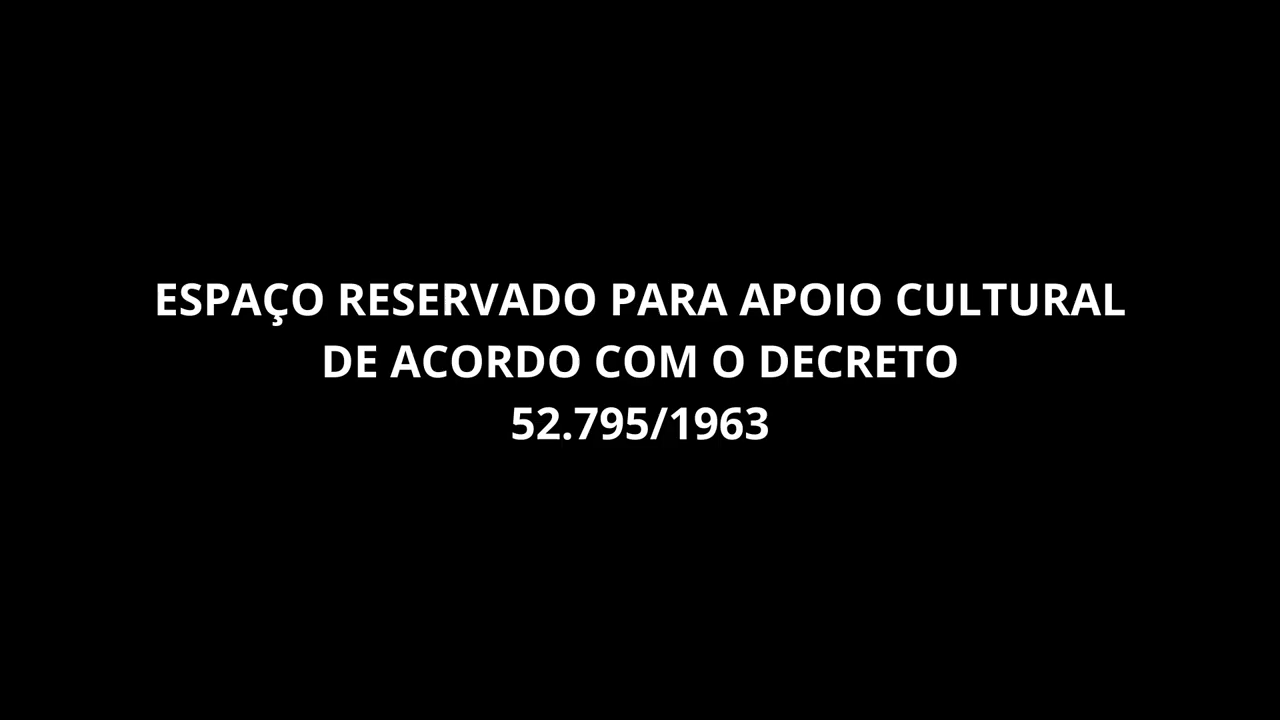 ESPAÇO RESERVADO PARA APOIO CULTURAL
DE ACORDO COM O DECRETO
52.795/1963